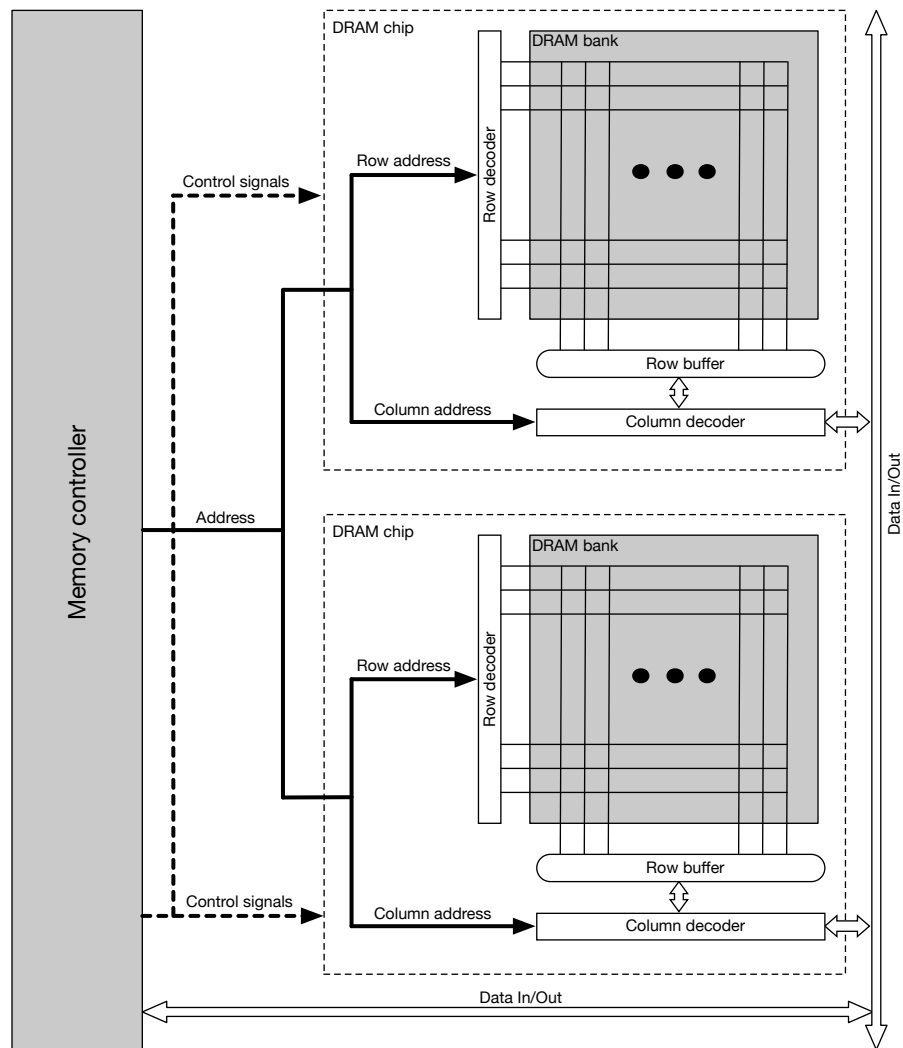 DRAM chip
DRAM bank
Row decoder
Row address
Control signals
Row buffer
Column address
Column decoder
Memory controller
Address
Data In/Out
DRAM chip
DRAM bank
Row decoder
Row address
Row buffer
Control signals
Column address
Column decoder
Data In/Out